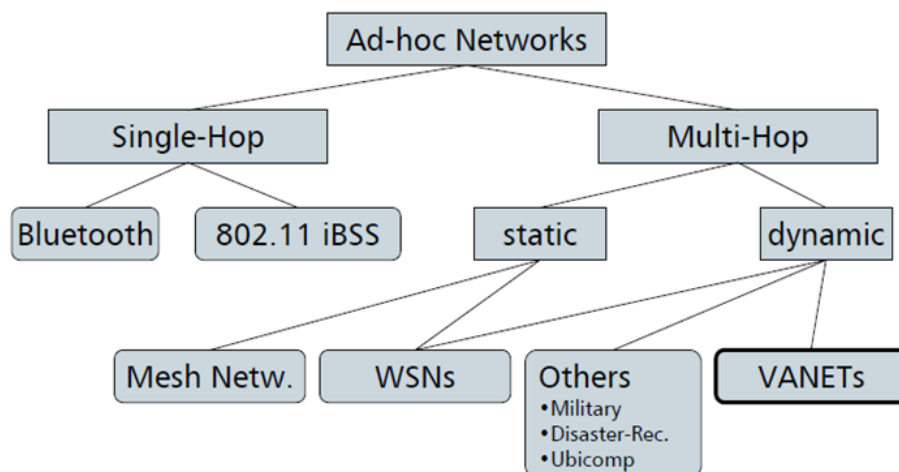 Ad-hoc Networks
Single-Hop
Multi-Hop
Bluetooth
802.11 iBSS
static
dynamic
Mesh Netw.
WSNs
Others
•Military
•Disaster-Rec.
•Ubicomp
VANETs